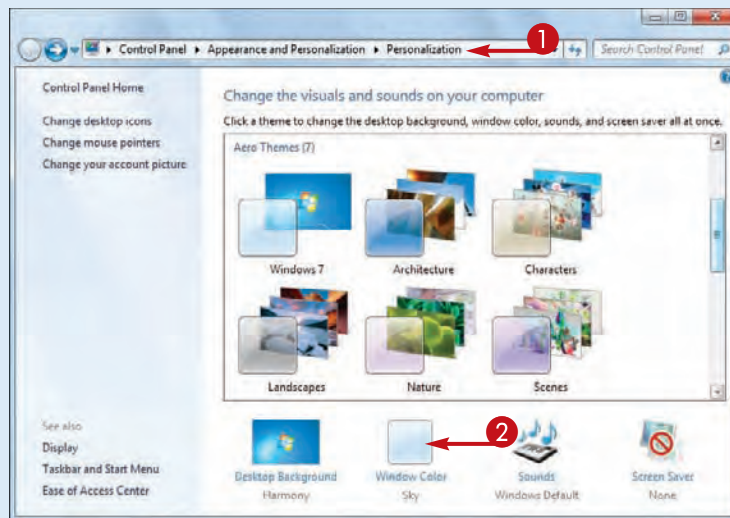 Control Panel ▸ Appearance and Personalization ▸ Personalization
1
Search Control Panel
Control Panel Home
Change desktop icons
Change mouse pointers
Change your account picture
Change the visuals and sounds on your computer
Click a theme to change the desktop background, window color, sounds, and screen saver all at once.
Aero Themes (7)
Windows 7
Architecture
Characters
Landscapes
Nature
Scenes
See also
Display
Taskbar and Start Menu
Ease of Access Center
2
Desktop Background
Harmony
Window Color
Sky
Sounds
Windows Default
Screen Saver
None